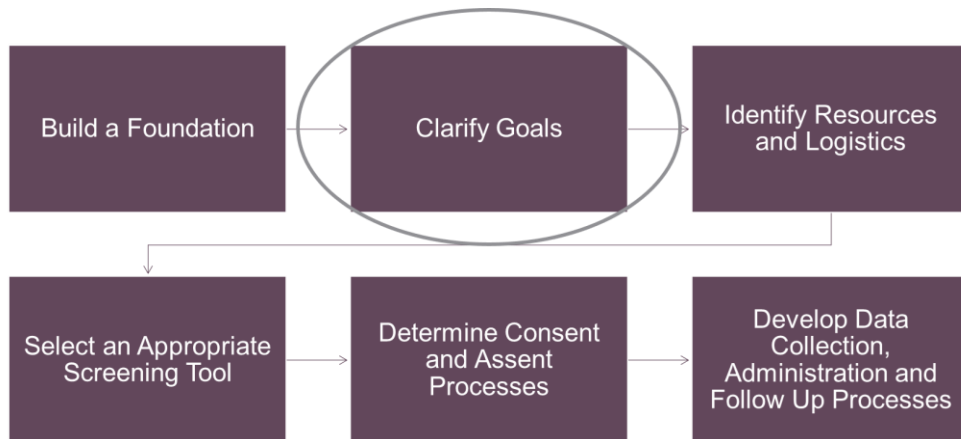 Build a Foundation
Clarify Goals
Identify Resources
and Logistics
Select an Appropriate
Screening Tool
Determine Consent
and Assent
Processes
Develop Data
Collection,
Administration and
Follow Up Processes